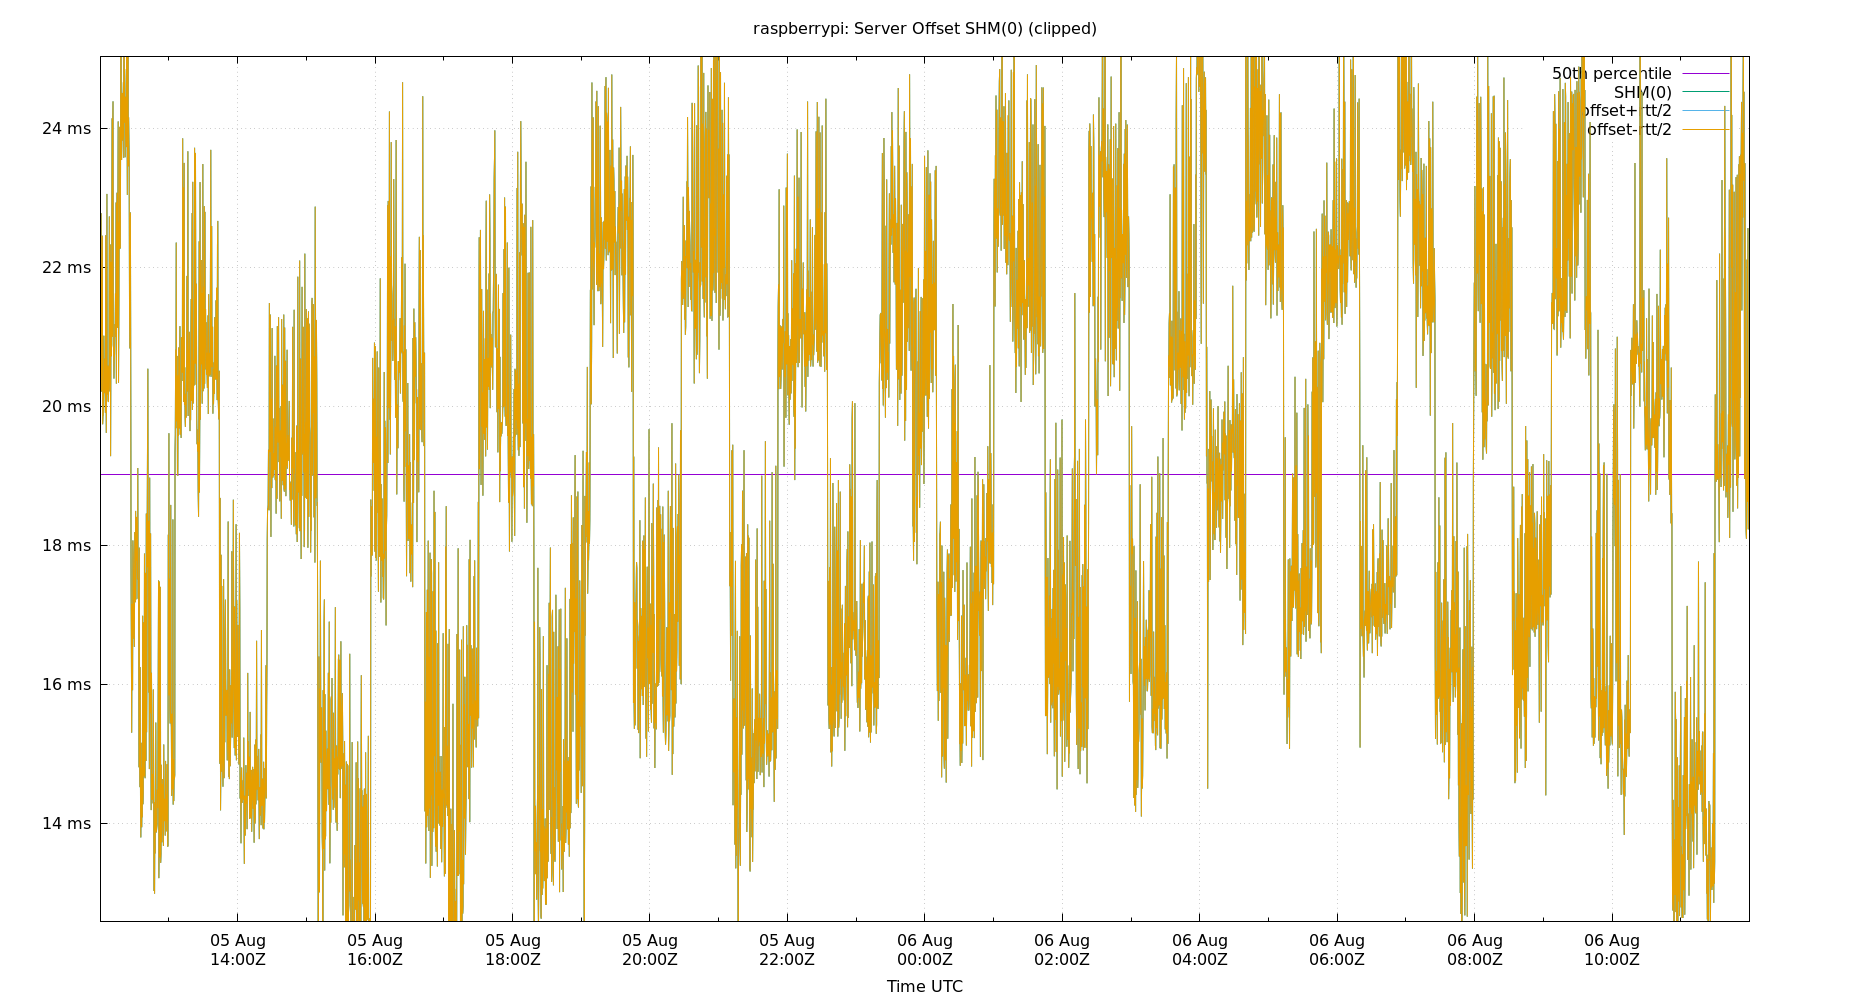 raspberrypi: Server Offset SHM(0) (clipped)
50th percentile
SHM(0)
offset+rtt/2
offset-rtt/2
24 ms
22 ms
20 ms
18 ms
16 ms
14 ms
05 Aug 05 Aug 05 Aug 05 Aug 05 Aug 06 Aug 06 Aug 06 Aug 06 Aug 06 Aug 06 Aug
14:00Z 16:00Z 18:00Z 20:00Z 22:00Z 00:00Z 02:00Z 04:00Z 06:00Z 08:00Z 10:00Z
Time UTC